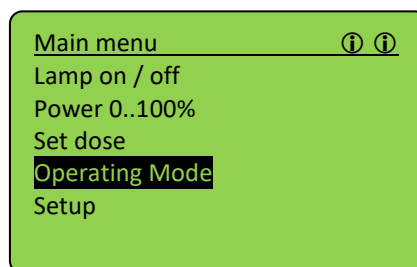 Main menu ⓘ ⓘ
Lamp on / off
Power 0..100%
Set dose
Operating Mode
Setup